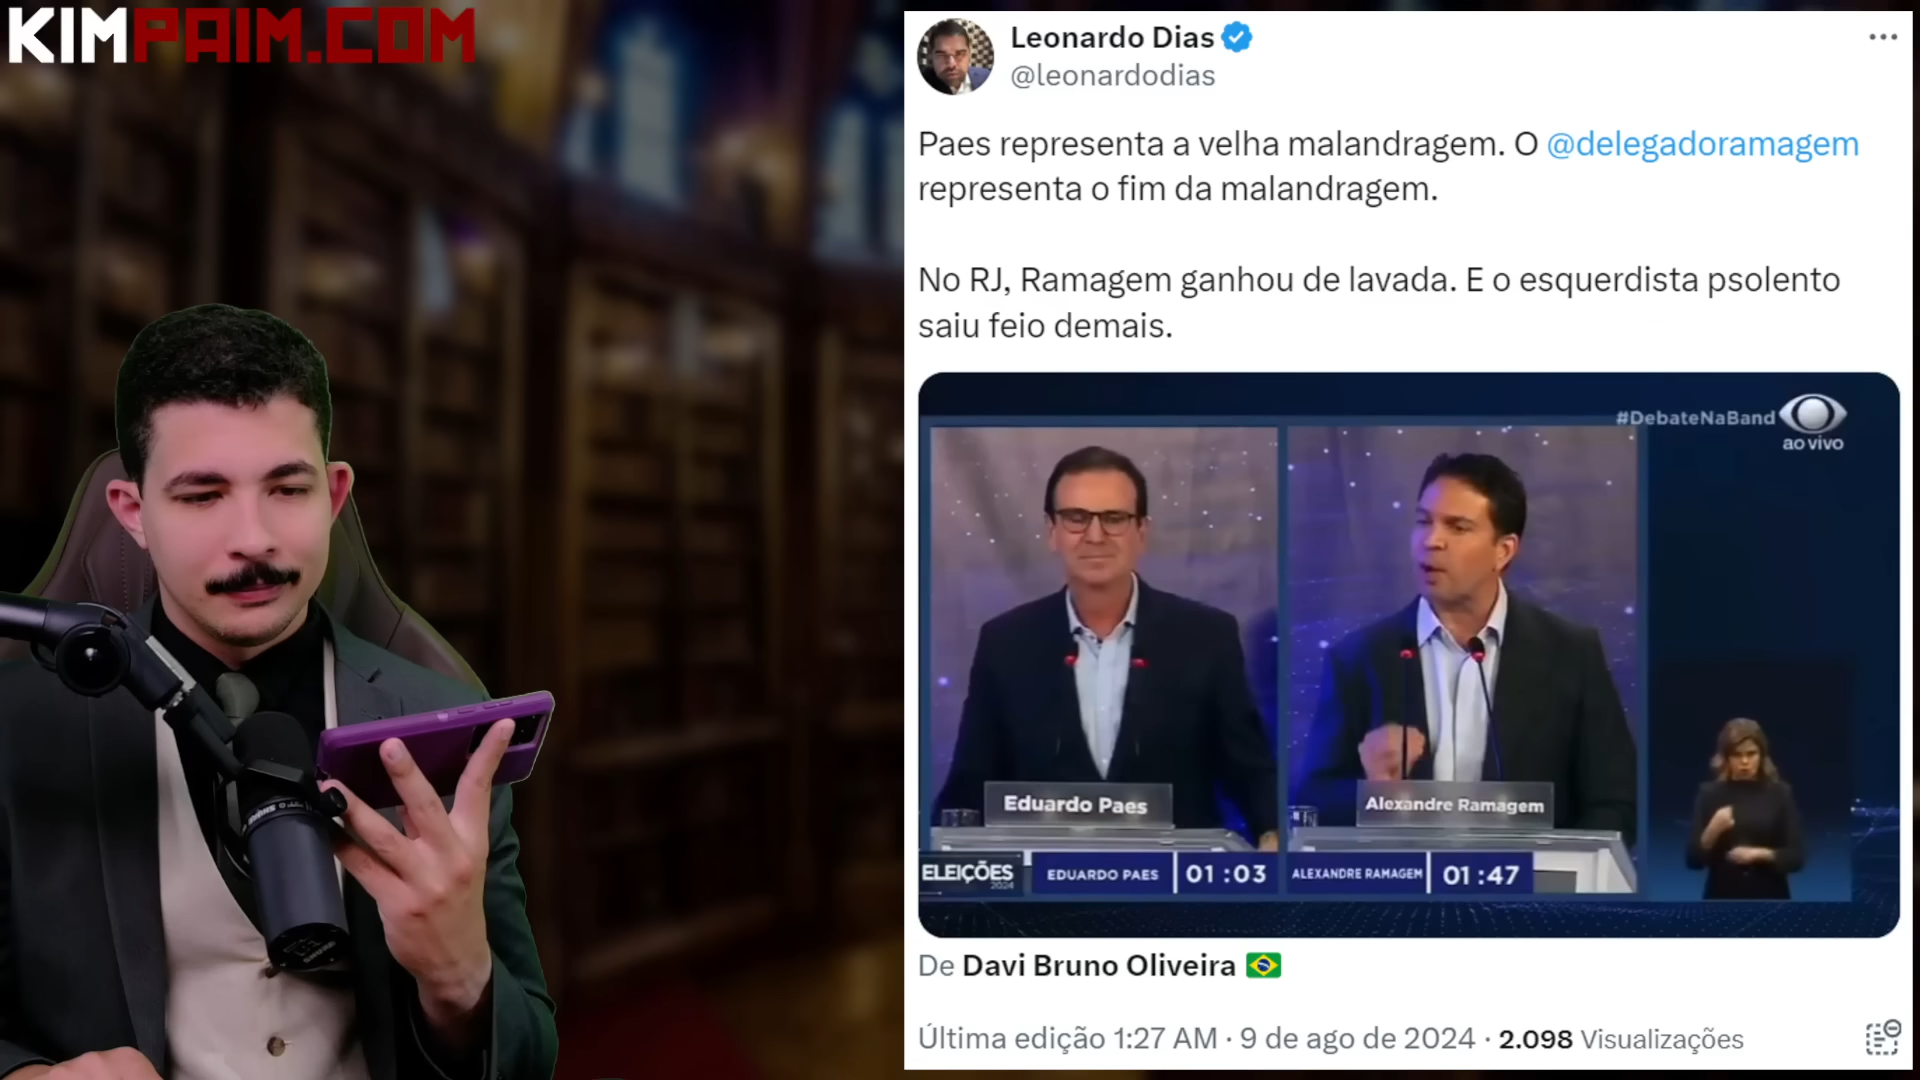 KIMPAIM.COM
Leonardo Dias
@leonardodias
Paes representa a velha malandragem. O @delegadoramagem
representa o fim da malandragem.
No RJ, Ramagem ganhou de lavada. E o esquerdista psolento
saiu feio demais.
#DebateNaBand
ao vivo
Eduardo Paes
Alexandre Ramagem
ELEIÇÕES
2024
EDUARDO PAES
01:03
ALEXANDRE RAMAGEM
01:47
De Davi Bruno Oliveira
Última edição 1:27 AM · 9 de ago de 2024 · 2.098 Visualizações